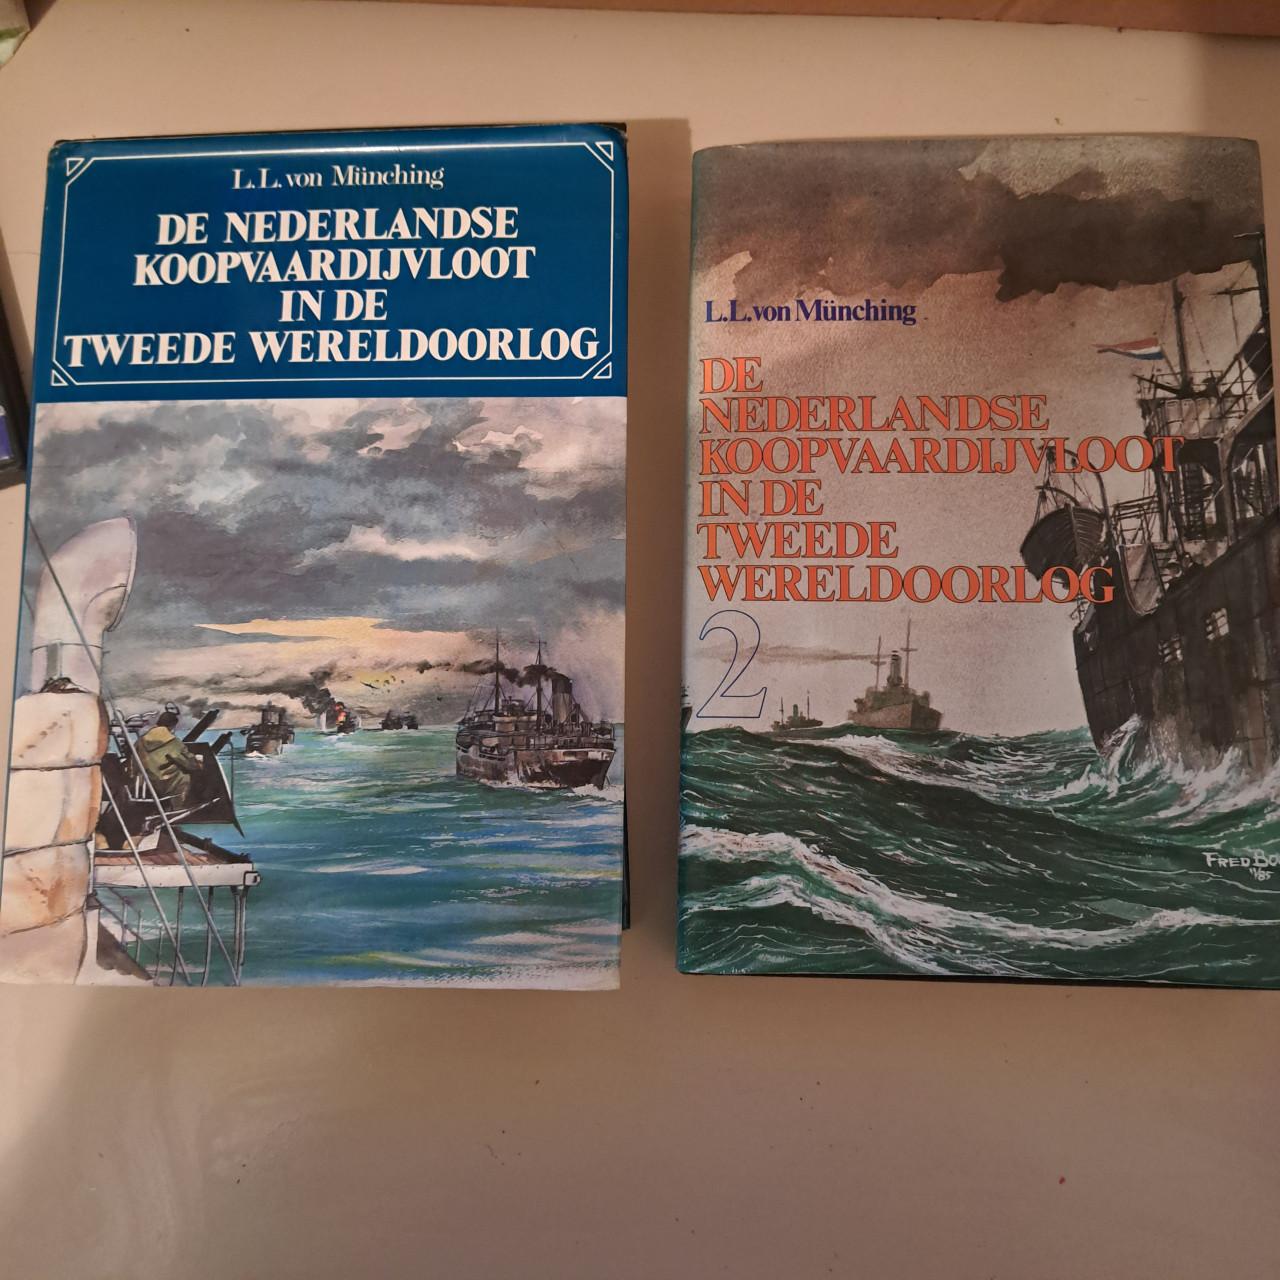 L.L. von Münching
DE NEDERLANDSE
KOOPVAARDIJVLOOT
IN DE
TWEEDE WERELDOORLOG
L.L. von Münching
DE
NEDERLANDSE
KOOPVAARDIJVLOOT
IN DE
TWEEDE
WERELDOORLOG
2
FRED